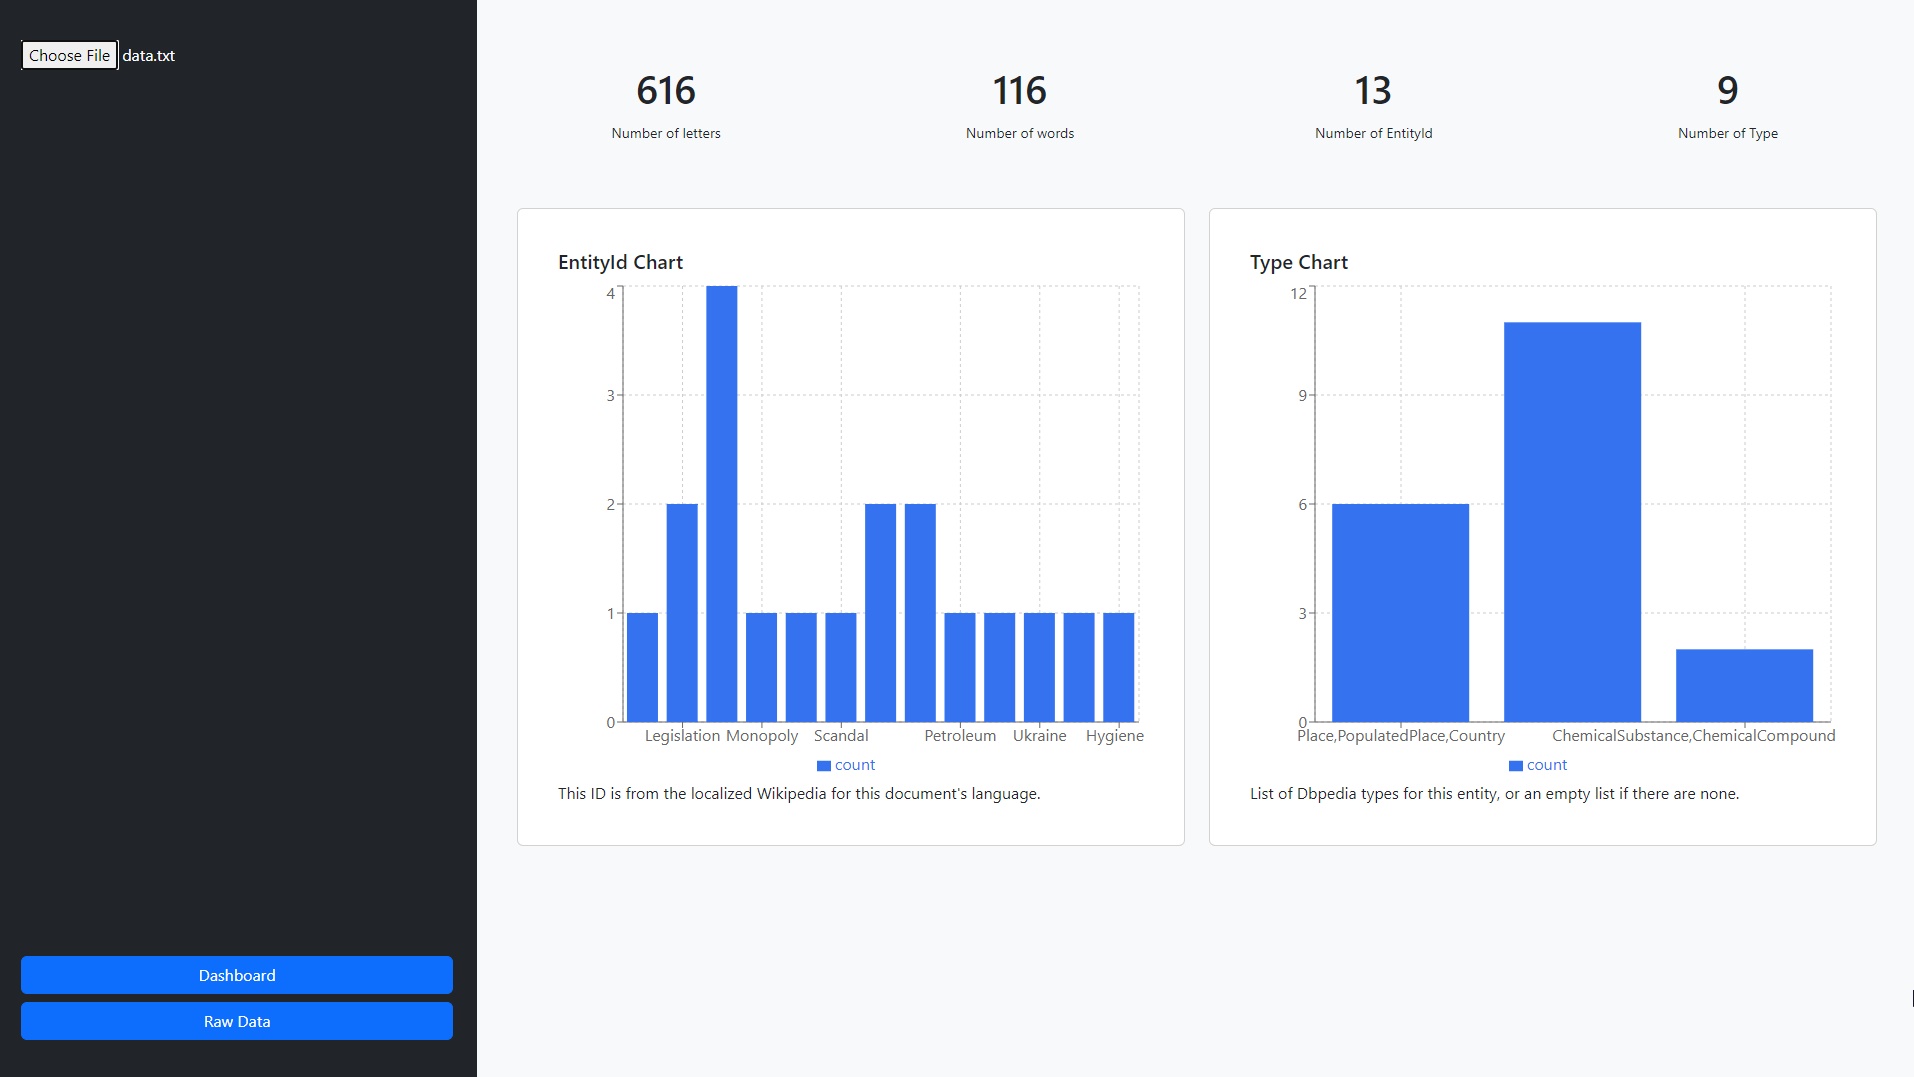 Choose File data.txt
616
Number of letters
116
Number of words
13
Number of EntityId
9
Number of Type
EntityId Chart
4
3
2
1
0
Legislation Monopoly Scandal Petroleum Ukraine Hygiene
count
This ID is from the localized Wikipedia for this document's language.
Type Chart
12
9
6
3
0
Place,PopulatedPlace,Country ChemicalSubstance,ChemicalCompound
count
List of Dbpedia types for this entity, or an empty list if there are none.
Dashboard
Raw Data